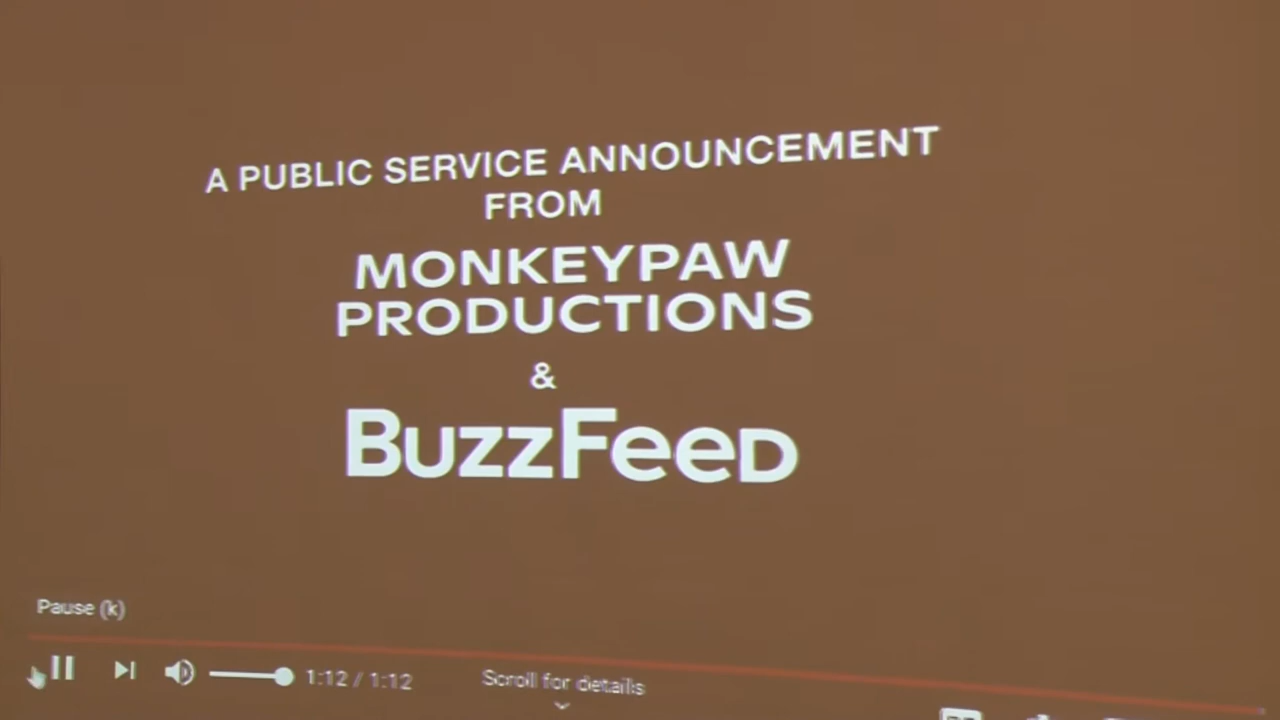 A PUBLIC SERVICE ANNOUNCEMENT
FROM
MONKEYPAW
PRODUCTIONS
&
BuzzFeed
Pause (k)
1:12 / 1:12
Scroll for details